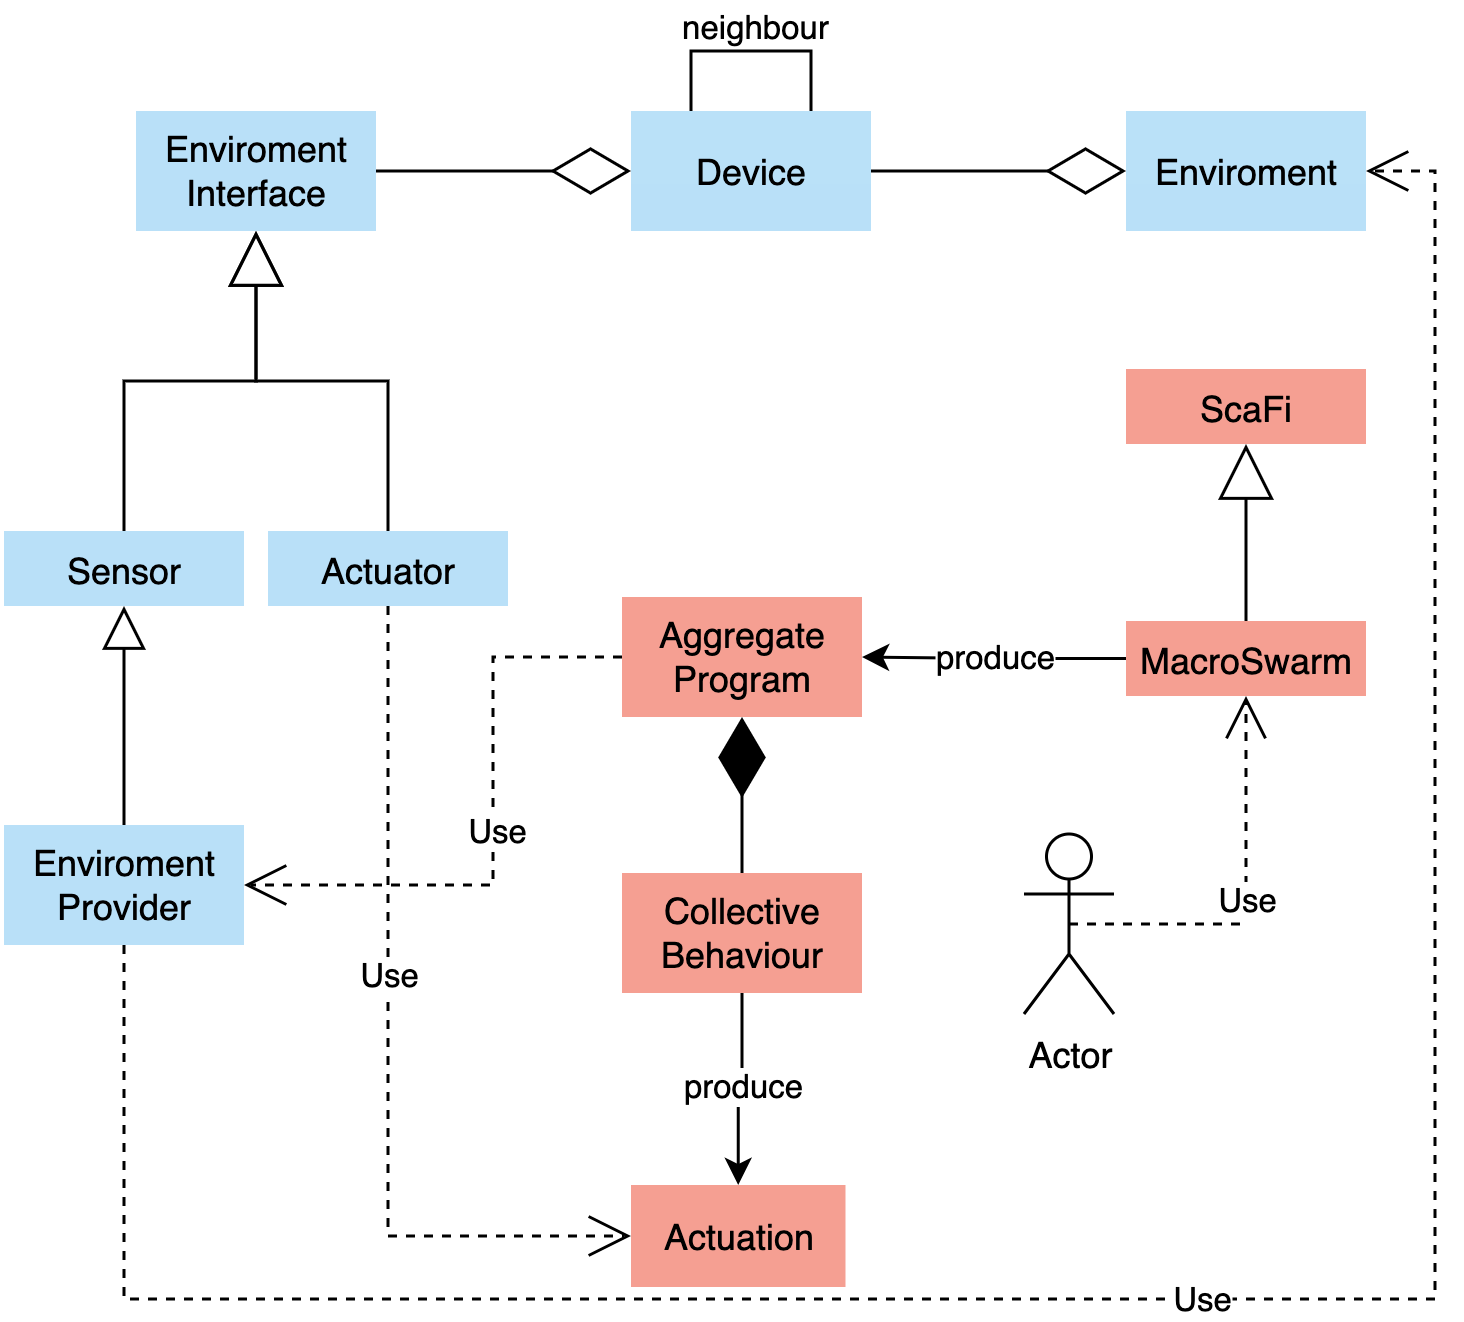 neighbour
Enviroment
Interface
Device
Enviroment
ScaFi
Sensor
Actuator
Aggregate
Program
produce
MacroSwarm
Use
Enviroment
Provider
Collective
Behaviour
Use
Use
Actor
produce
Actuation
Use